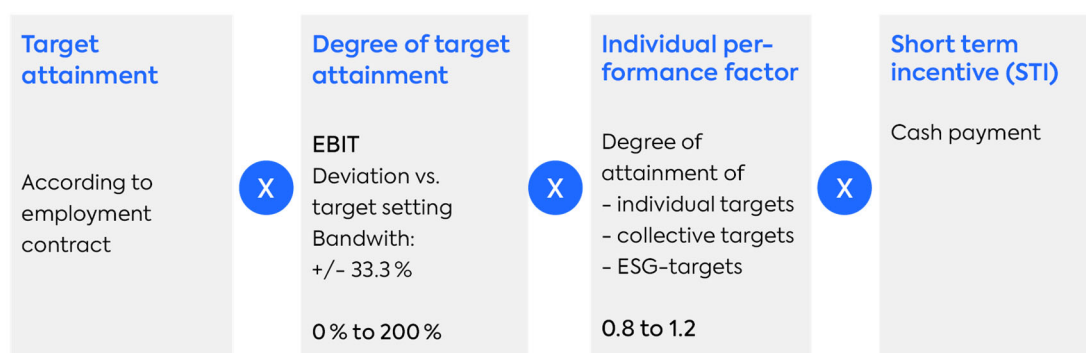 Target
attainment
According to
employment
contract
X
Degree of target
attainment
EBIT
Deviation vs.
target setting
Bandwith:
+/- 33.3 %
0 % to 200 %
X
Individual per-
formance factor
Degree of
attainment of
- individual targets
- collective targets
- ESG-targets
0.8 to 1.2
X
Short term
incentive (STI)
Cash payment